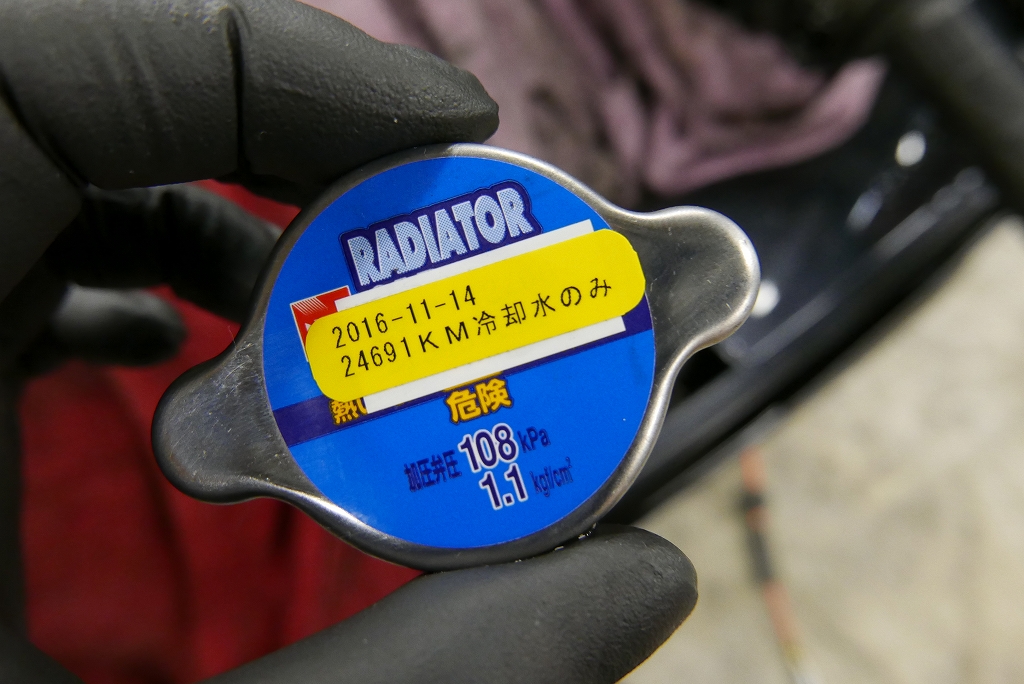 RADIATOR
2016-11-14
24691KM冷却水のみ
危険
加圧弁圧 108 kPa
1.1 kgf/cm²